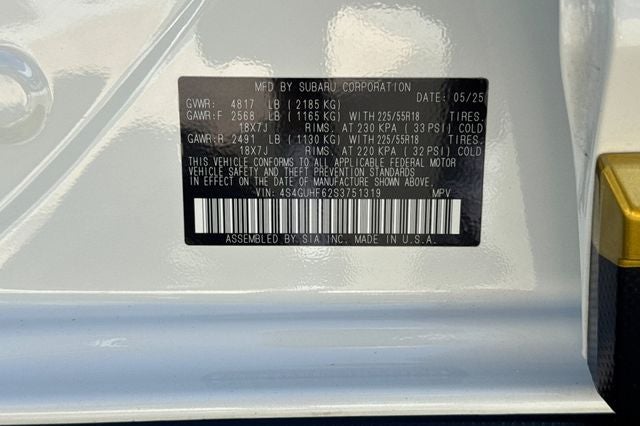 MFD BY SUBARU CORPORATION
GVWR: 4817 LB ( 2185 KG) DATE: 05/25
GAWR:F 2568 LB ( 1165 KG) WITH 225/55R18 TIRES.
18X7J RIMS. AT 230 KPA ( 33 PSI) COLD
GAWR:R 2491 LB ( 1130 KG) WITH 225/55R18 TIRES.
18X7J RIMS. AT 220 KPA ( 32 PSI) COLD
THIS VEHICLE CONFORMS TO ALL APPLICABLE FEDERAL MOTOR
VEHICLE SAFETY AND THEFT PREVENTION STANDARDS
IN EFFECT ON THE DATE OF MANUFACTURE SHOWN ABOVE.
VIN: 4S4GUHF62S3751319 MPV
ASSEMBLED BY SIA INC. MADE IN U.S.A.